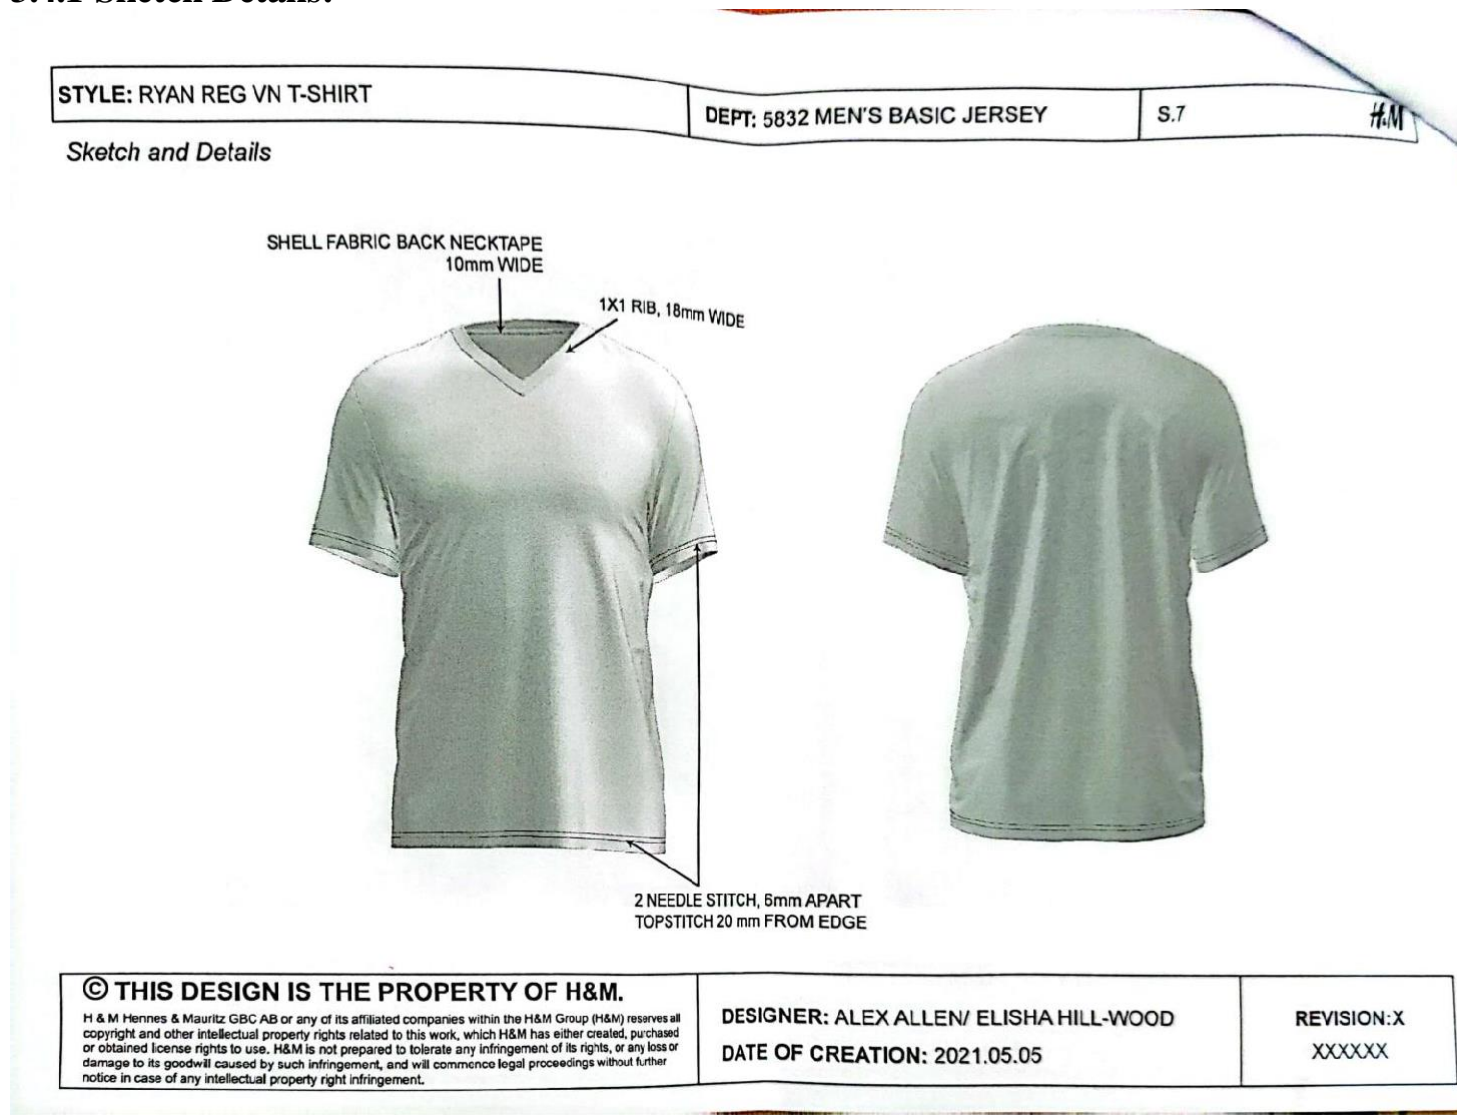 STYLE: RYAN REG VN T-SHIRT
DEPT: 5832 MEN'S BASIC JERSEY
S.7
H&M
Sketch and Details
SHELL FABRIC BACK NECKTAPE
10mm WIDE
1X1 RIB, 18mm WIDE
2 NEEDLE STITCH, 6mm APART
TOPSTITCH 20 mm FROM EDGE
© THIS DESIGN IS THE PROPERTY OF H&M.
H & M Hennes & Mauritz GBC AB or any of its affiliated companies within the H&M Group (H&M) reserves all
copyright and other intellectual property rights related to this work, which H&M has either created, purchased
or obtained license rights to use. H&M is not prepared to tolerate any infringement of its rights, or any loss or
damage to its goodwill caused by such infringement, and will commence legal proceedings without further
notice in case of any intellectual property right infringement.
DESIGNER: ALEX ALLEN/ ELISHA HILL-WOOD
DATE OF CREATION: 2021.05.05
REVISION:X
XXXXXX